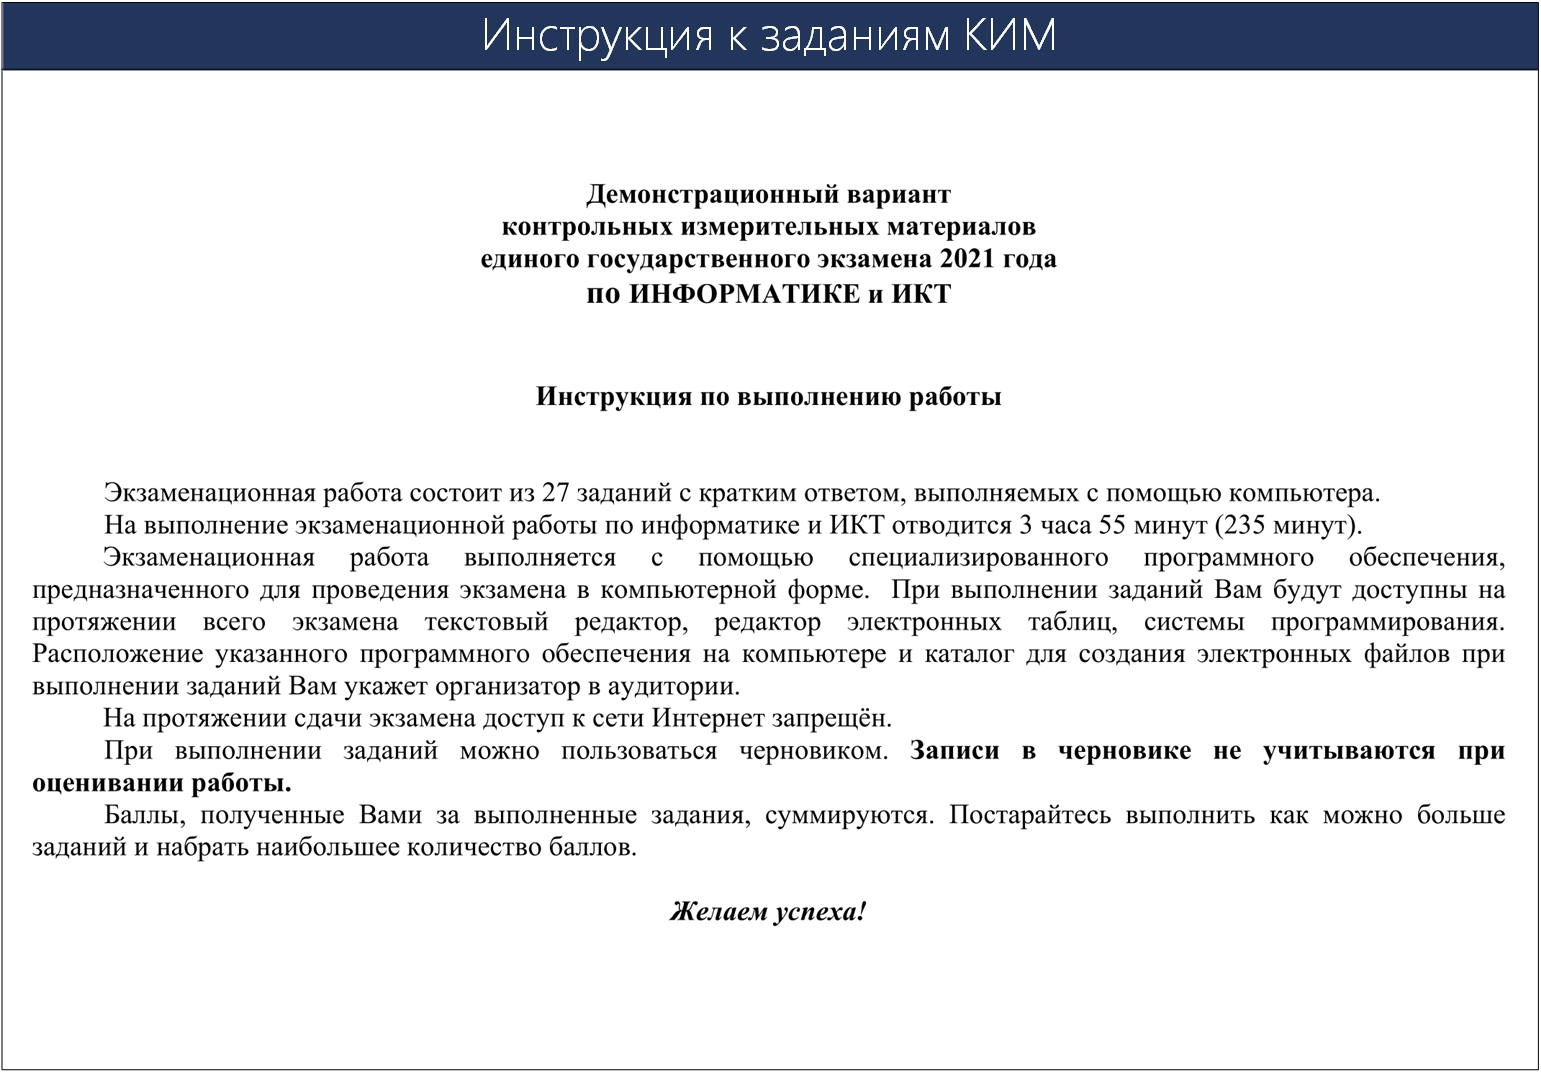 Инструкция к заданиям КИМ
Демонстрационный вариант
контрольных измерительных материалов
единого государственного экзамена 2021 года
по ИНФОРМАТИКЕ и ИКТ
Инструкция по выполнению работы
Экзаменационная работа состоит из 27 заданий с кратким ответом, выполняемых с помощью компьютера.
На выполнение экзаменационной работы по информатике и ИКТ отводится 3 часа 55 минут (235 минут).
Экзаменационная работа выполняется с помощью специализированного программного обеспечения,
предназначенного для проведения экзамена в компьютерной форме. При выполнении заданий Вам будут доступны на
протяжении всего экзамена текстовый редактор, редактор электронных таблиц, системы программирования.
Расположение указанного программного обеспечения на компьютере и каталог для создания электронных файлов при
выполнении заданий Вам укажет организатор в аудитории.
На протяжении сдачи экзамена доступ к сети Интернет запрещён.
При выполнении заданий можно пользоваться черновиком. Записи в черновике не учитываются при
оценивании работы.
Баллы, полученные Вами за выполненные задания, суммируются. Постарайтесь выполнить как можно больше
заданий и набрать наибольшее количество баллов.
Желаем успеха!